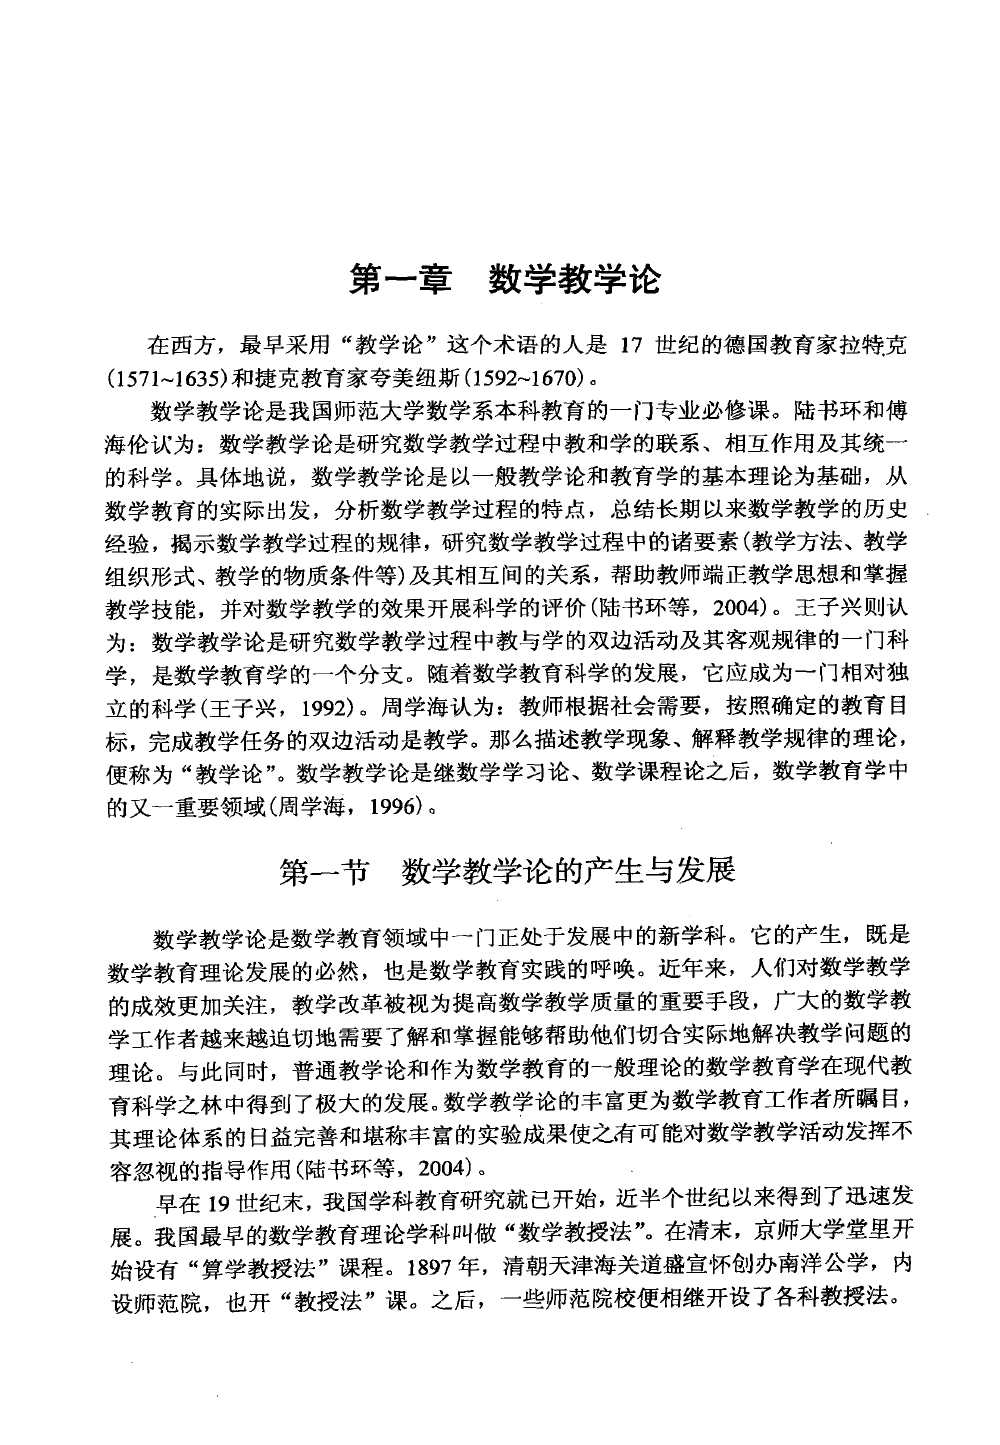 第一章　数学教学论
在西方，最早采用“教学论”这个术语的人是 17 世纪的德国教育家拉特克
(1571~1635)和捷克教育家夸美纽斯(1592~1670)。
数学教学论是我国师范大学数学系本科教育的一门专业必修课。陆书环和傅
海伦认为：数学教学论是研究数学教学过程中教和学的联系、相互作用及其统一
的科学。具体地说，数学教学论是以一般教学论和教育学的基本理论为基础，从
数学教育的实际出发，分析数学教学过程的特点，总结长期以来数学教学的历史
经验，揭示数学教学过程的规律，研究数学教学过程中的诸要素(教学方法、教学
组织形式、教学的物质条件等)及其相互间的关系，帮助教师端正教学思想和掌握
教学技能，并对数学教学的效果开展科学的评价(陆书环等，2004)。王子兴则认
为：数学教学论是研究数学教学过程中教与学的双边活动及其客观规律的一门科
学，是数学教育学的一个分支。随着数学教育科学的发展，它应成为一门相对独
立的科学(王子兴，1992)。周学海认为：教师根据社会需要，按照确定的教育目
标，完成教学任务的双边活动是教学。那么描述教学现象、解释教学规律的理论，
便称为“教学论”。数学教学论是继数学学习论、数学课程论之后，数学教育学中
的又一重要领域(周学海，1996)。
第一节　数学教学论的产生与发展
数学教学论是数学教育领域中一门正处于发展中的新学科。它的产生，既是
数学教育理论发展的必然，也是数学教育实践的呼唤。近年来，人们对数学教学
的成效更加关注，教学改革被视为提高数学教学质量的重要手段，广大的数学教
学工作者越来越迫切地需要了解和掌握能够帮助他们切合实际地解决教学问题的
理论。与此同时，普通教学论和作为数学教育的一般理论的数学教育学在现代教
育科学之林中得到了极大的发展。数学教学论的丰富更为数学教育工作者所瞩目，
其理论体系的日益完善和堪称丰富的实验成果使之有可能对数学教学活动发挥不
容忽视的指导作用(陆书环等，2004)。
早在 19 世纪末，我国学科教育研究就已开始，近半个世纪以来得到了迅速发
展。我国最早的数学教育理论学科叫做“数学教授法”。在清末，京师大学堂里开
始设有“算学教授法”课程。1897 年，清朝天津海关道盛宣怀创办南洋公学，内
设师范院，也开“教授法”课。之后，一些师范院校便相继开设了各科教授法。